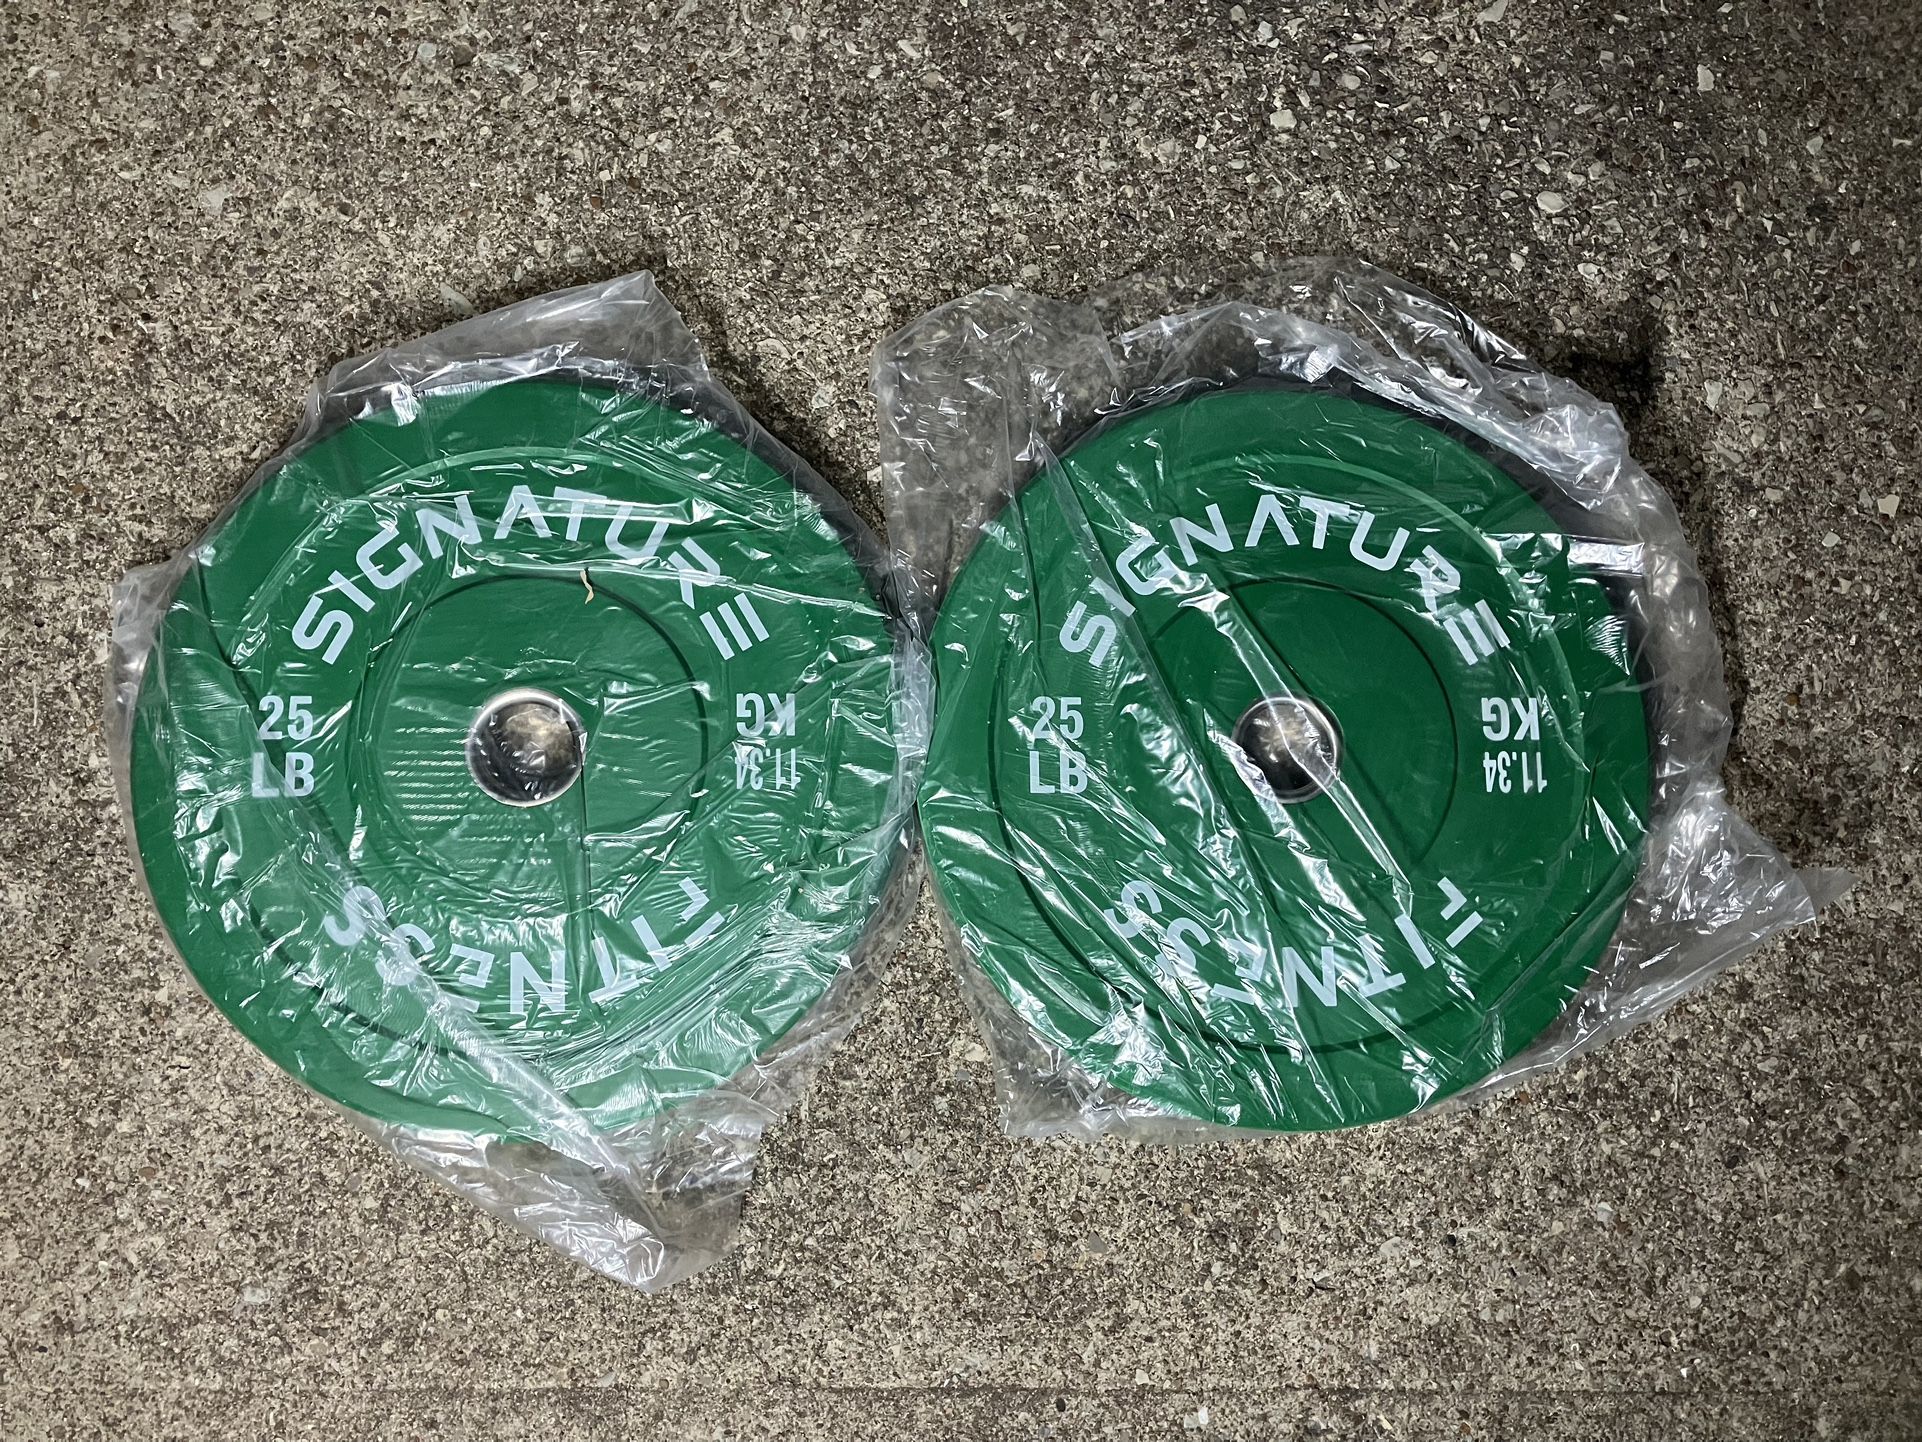 SIGNATURE
25
LB
KG
11.34
FITNESS
SIGNATURE
25
LB
KG
11.34
FITNESS